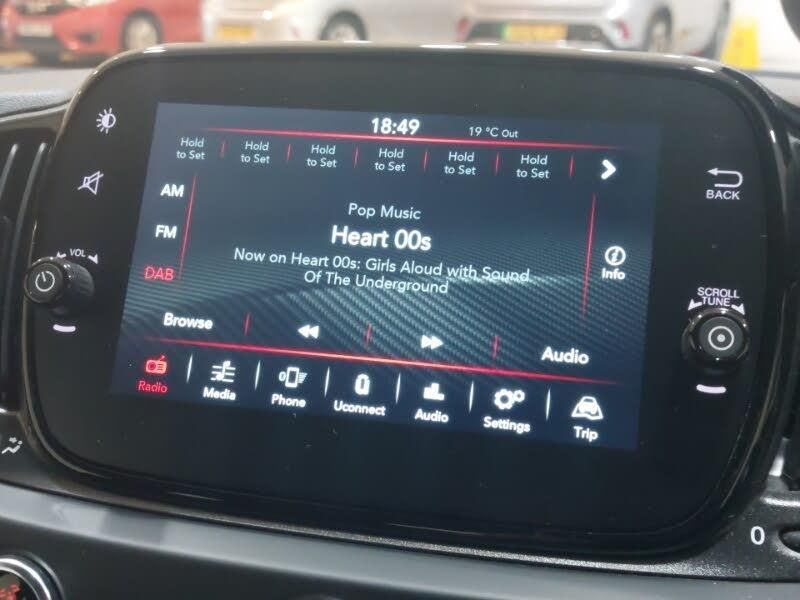 18:49
19 °C Out
Hold
to Set
Hold
to Set
Hold
to Set
Hold
to Set
Hold
to Set
Hold
to Set
AM
FM
DAB
Pop Music
Heart 00s
Now on Heart 00s: Girls Aloud with Sound
Of The Underground
Info
Browse
Audio
Radio
Media
Phone
Uconnect
Audio
Settings
Trip
VOL
BACK
SCROLL
TUNE
0